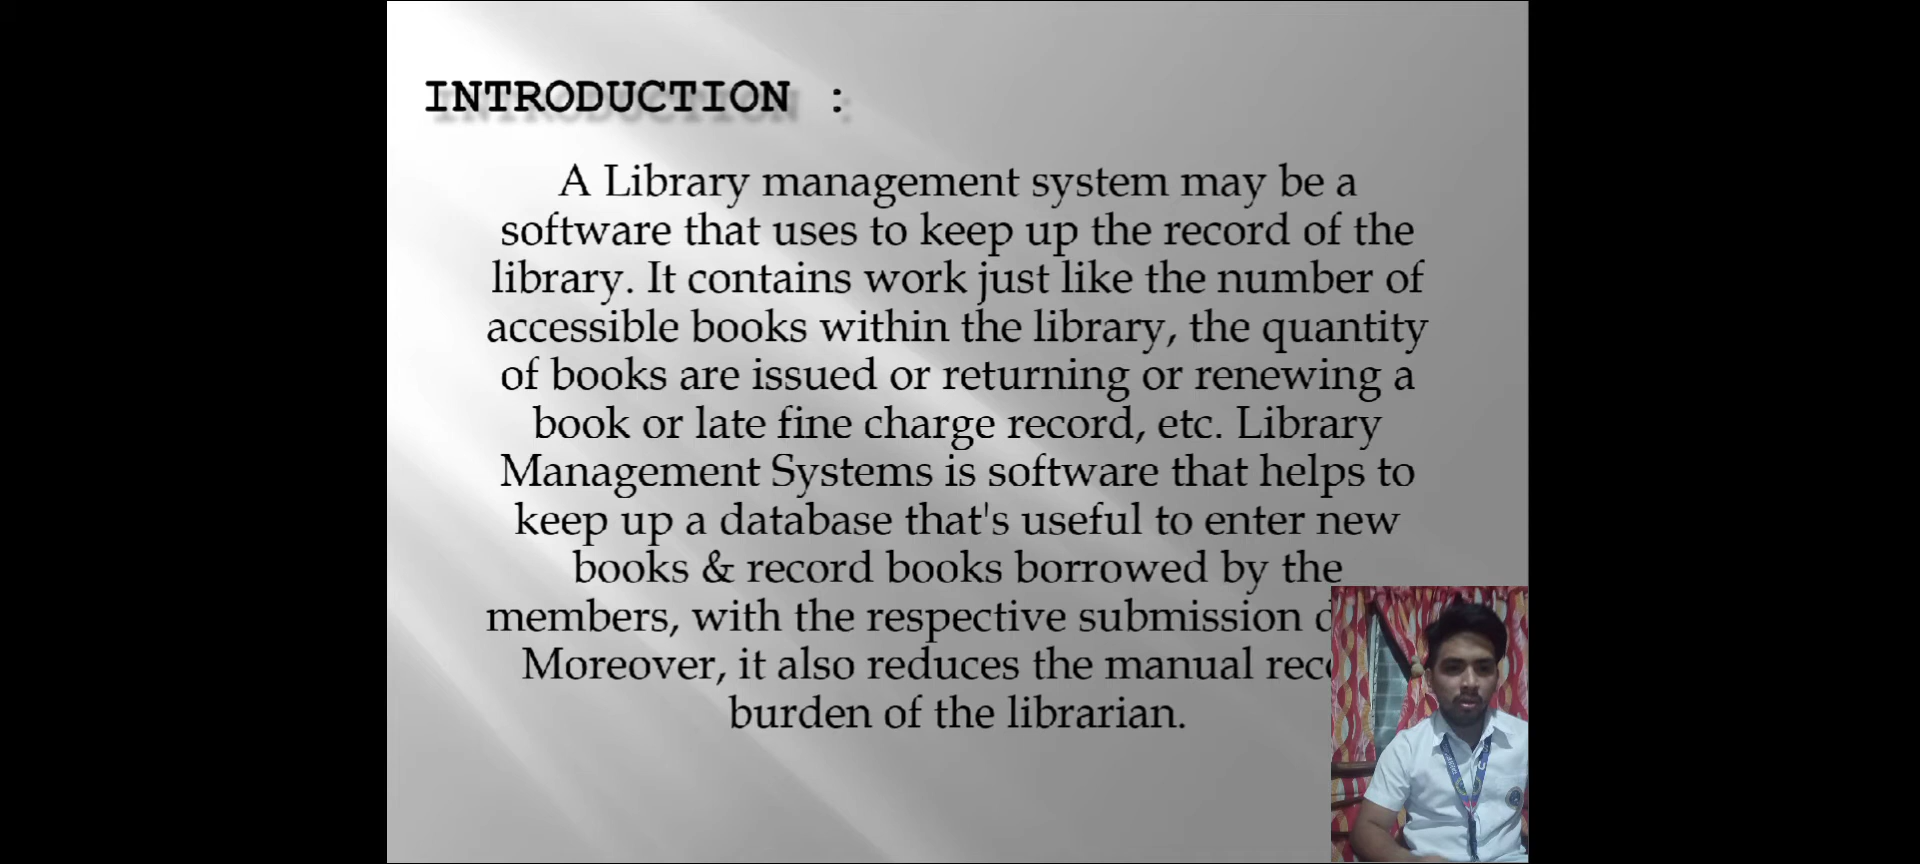 INTRODUCTION :
A Library management system may be a
software that uses to keep up the record of the
library. It contains work just like the number of
accessible books within the library, the quantity
of books are issued or returning or renewing a
book or late fine charge record, etc. Library
Management Systems is software that helps to
keep up a database that's useful to enter new
books & record books borrowed by the
members, with the respective submission
Moreover, it also reduces the manual
burden of the librarian.